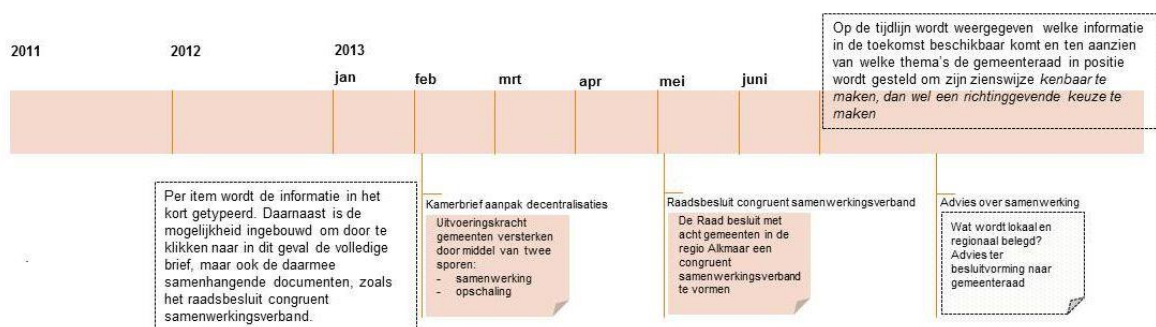 2011
2012
2013
jan
feb
mrt
apr
mei
juni
Op de tijdlijn wordt weergegeven welke informatie
in de toekomst beschikbaar komt en ten aanzien
van welke thema's de gemeenteraad in positie
wordt gesteld om zijn zienswijze kenbaar te
maken, dan wel een richtinggevende keuze te
maken
Per item wordt de informatie in het
kort getypeerd. Daarnaast is de
mogelijkheid ingebouwd om door te
klikken naar in dit geval de volledige
brief, maar ook de daarmee
samenhangende documenten, zoals
het raadsbesluit congruent
samenwerkingsverband.
Kamerbrief aanpak decentralisaties
Uitvoeringskracht
gemeenten versterken
door middel van twee
sporen:
- samenwerking
- opschaling
Raadsbesluit congruent samenwerkingsverband
De Raad besluit met
acht gemeenten in de
regio Alkmaar een
congruent
samenwerkingsverband
te vormen
Advies over samenwerking
Wat wordt lokaal en
regionaal belegd?
Advies ter
besluitvorming naar
gemeenteraad